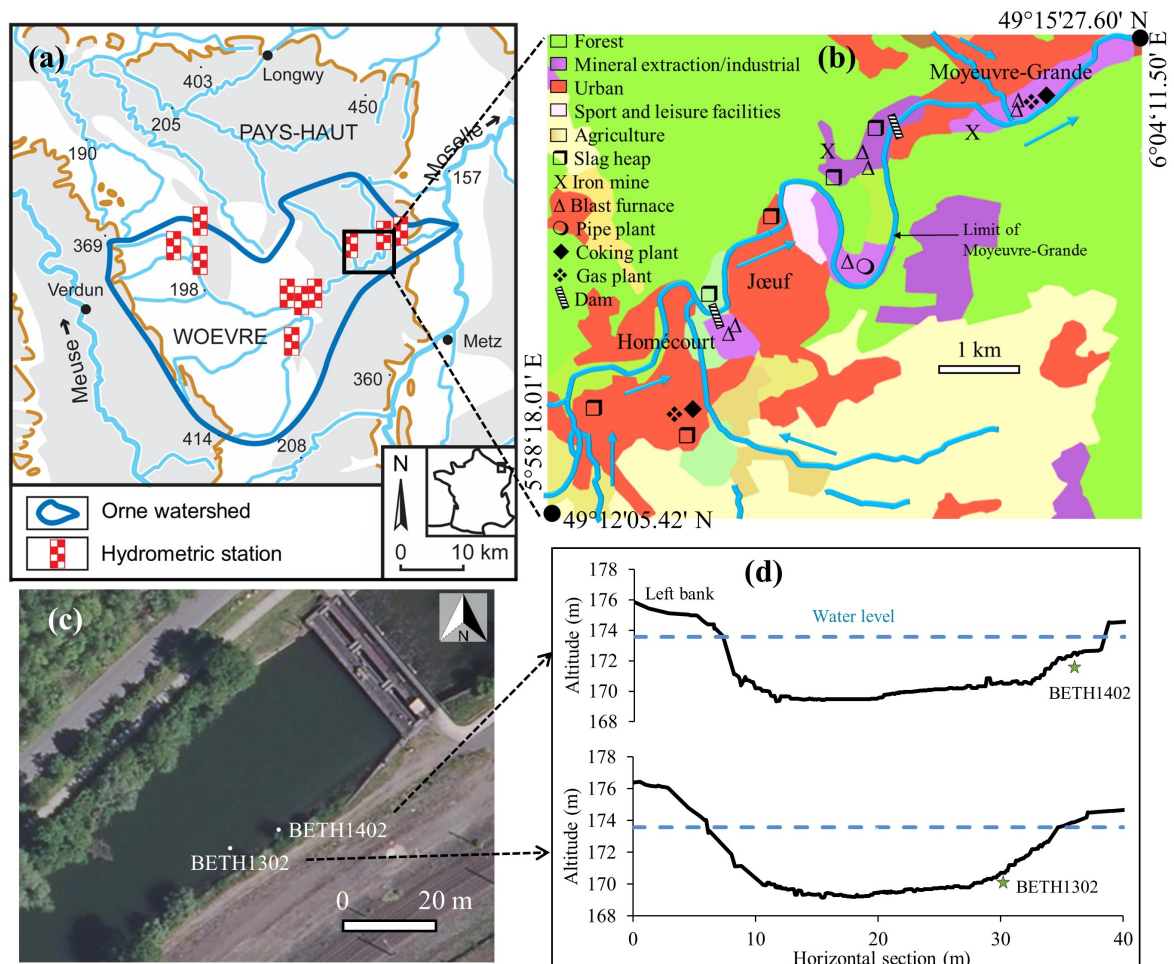 (a)
403
Longwy
450
205
PAYS-HAUT
190
Moselle
157
369
Verdun
198
WOEVRE
Metz
Meuse
360
414
208
N
0 10 km
Orne watershed
Hydrometric station
49°15'27.60' N
6°04'11.50' E
(b)
Forest
Mineral extraction/industrial
Urban
Sport and leisure facilities
Agriculture
Slag heap
X Iron mine
Δ Blast furnace
Pipe plant
Coking plant
Gas plant
Dam
Moyeuvre-Grande
X
X
Limit of
Moyeuvre-Grande
Jœuf
Homécourt
1 km
5°58'18.01' E
49°12'05.42' N
(c)
N
BETH1402
BETH1302
0 20 m
(d)
178
176
174
172
170
168
Altitude (m)
Left bank
Water level
BETH1402
178
176
174
172
170
168
Altitude (m)
BETH1302
0 10 20 30 40
Horizontal section (m)